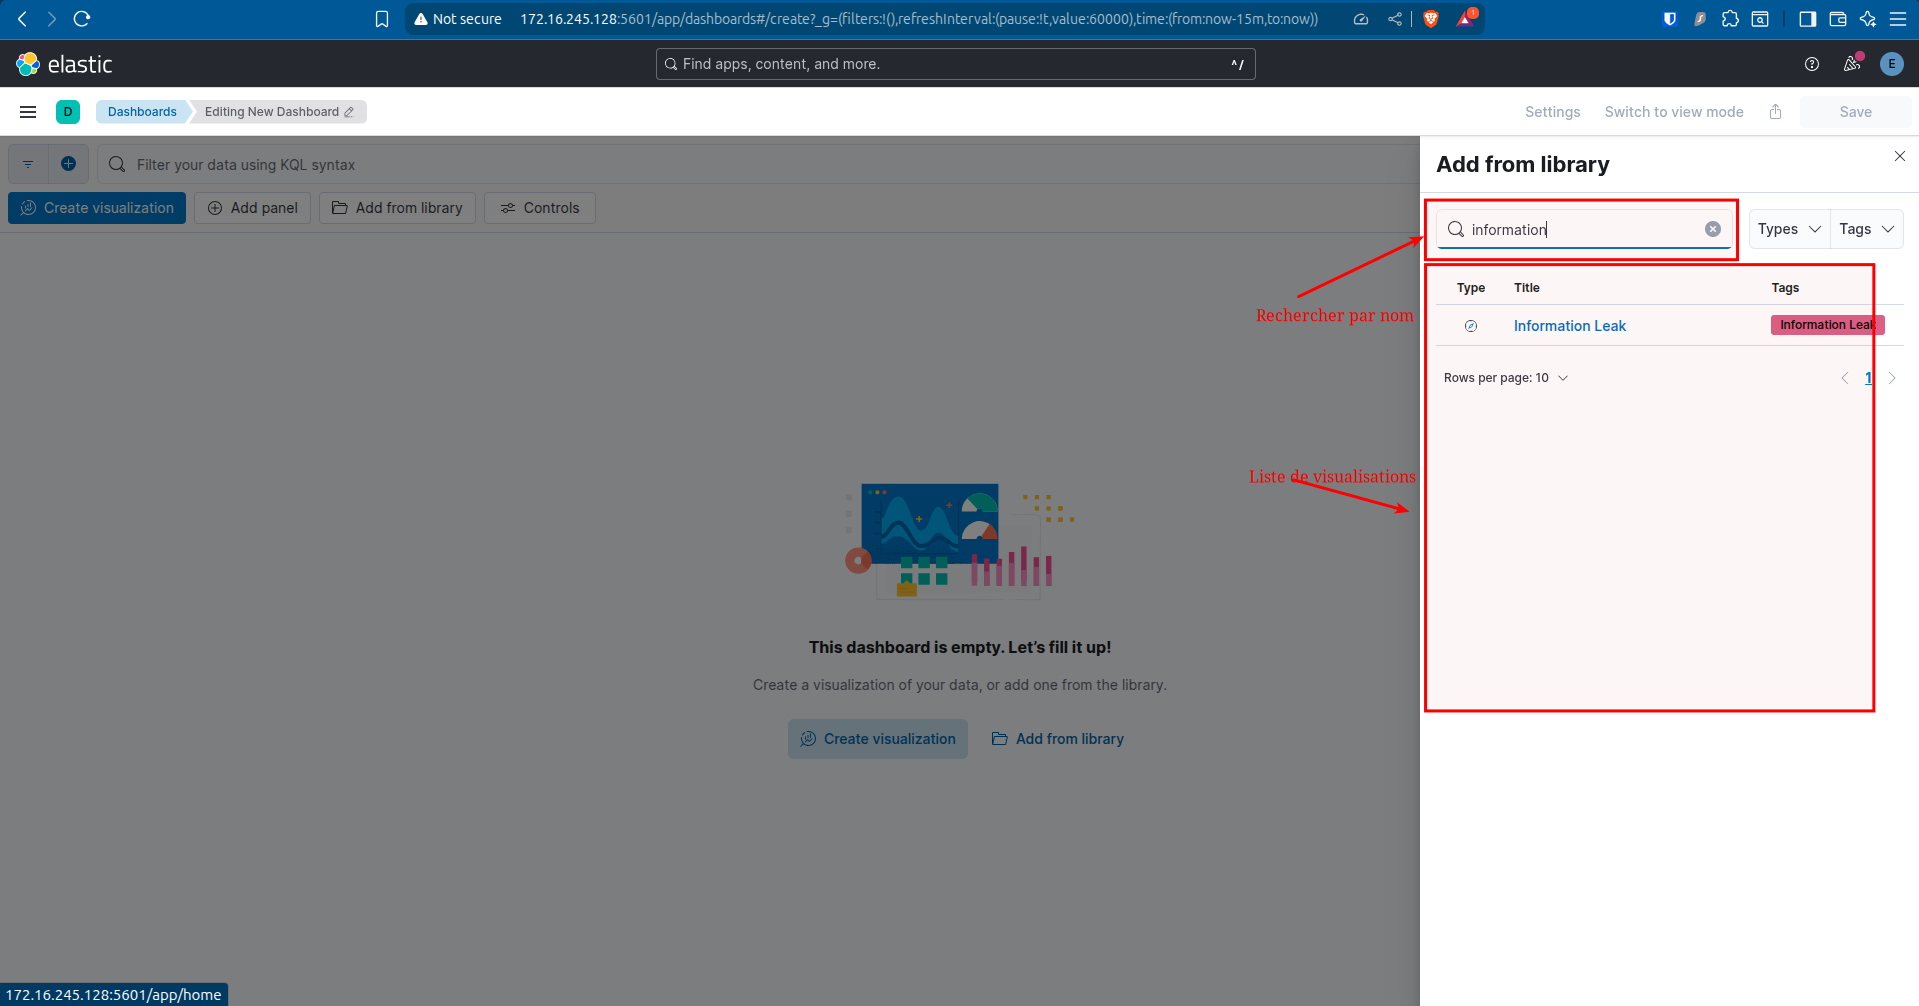 Not secure 172.16.245.128:5601/app/dashboards#/create?_g=(filters:!(),refreshInterval:(pause:!t,value:60000),time:(from:now-15m,to:now)) 1
elastic
Find apps, content, and more. ^/
E
D Dashboards Editing New Dashboard
Settings Switch to view mode Save
Filter your data using KQL syntax
Create visualization Add panel Add from library Controls
Add from library
information
Types Tags
Rechercher par nom
Type Title Tags
Information Leak Information Leak
Rows per page: 10 1
Liste de visualisations
This dashboard is empty. Let’s fill it up!
Create a visualization of your data, or add one from the library.
Create visualization Add from library
172.16.245.128:5601/app/home